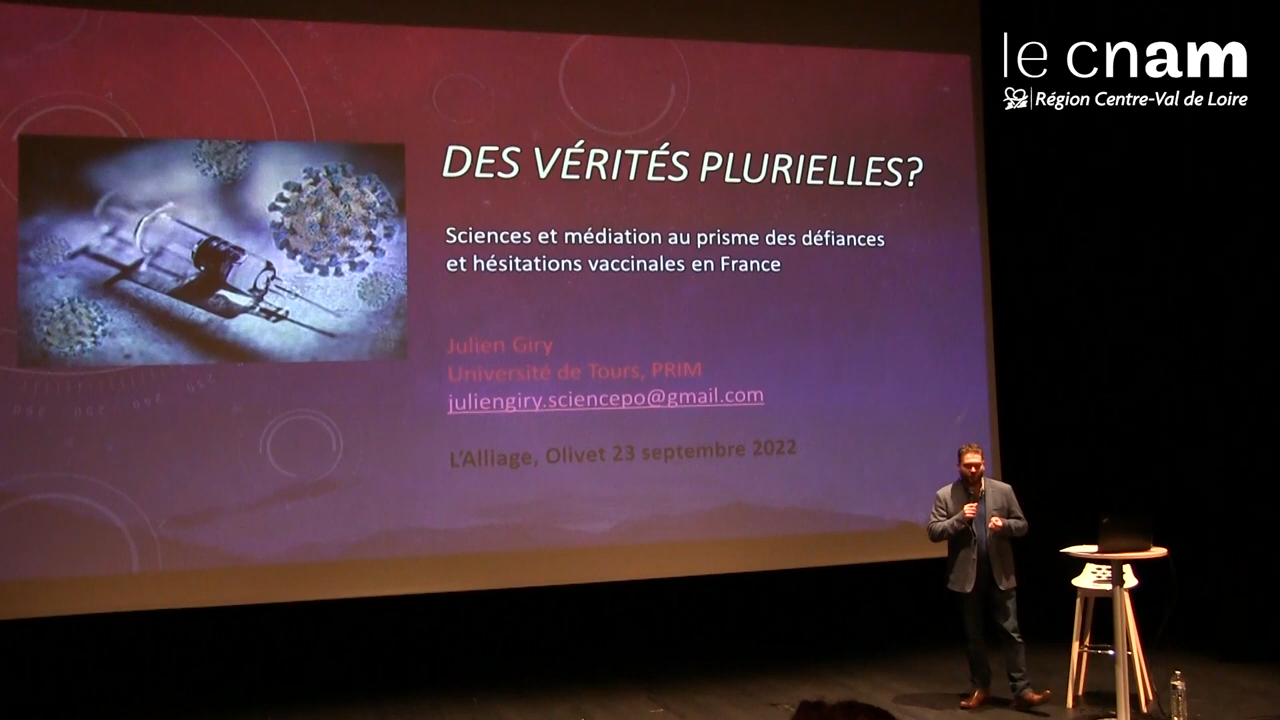 le cnam
Région Centre-Val de Loire
DES VÉRITÉS PLURIELLES?
Sciences et médiation au prisme des défiances
et hésitations vaccinales en France
Julien Giry
Université de Tours, PRIM
juliengiry.sciencepo@gmail.com
L'Alliage, Olivet 23 septembre 2022